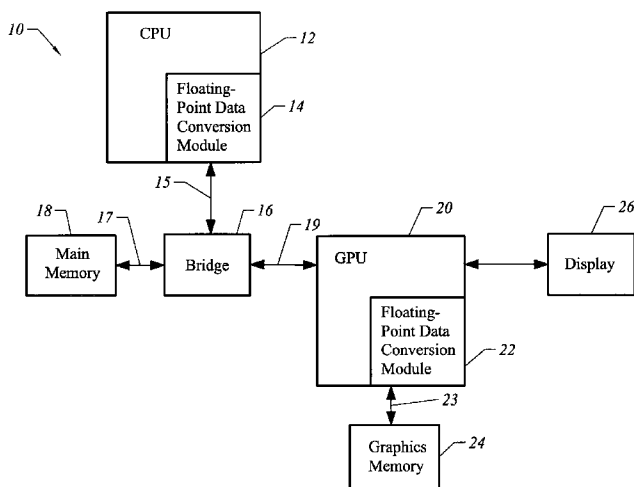 10
CPU
12
Floating-
Point Data
Conversion
Module
14
15
18
17
16
19
20
26
Main
Memory
Bridge
GPU
Display
Floating-
Point Data
Conversion
Module
22
23
Graphics
Memory
24